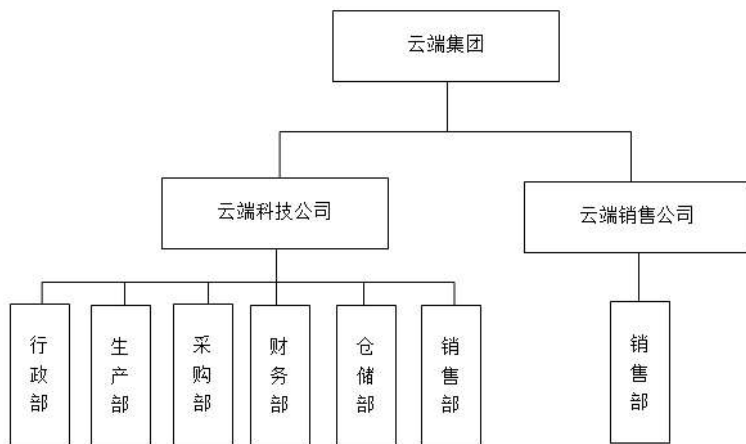 云端集团
云端科技公司
云端销售公司
行政部
生产部
采购部
财务部
仓储部
销售部
销售部